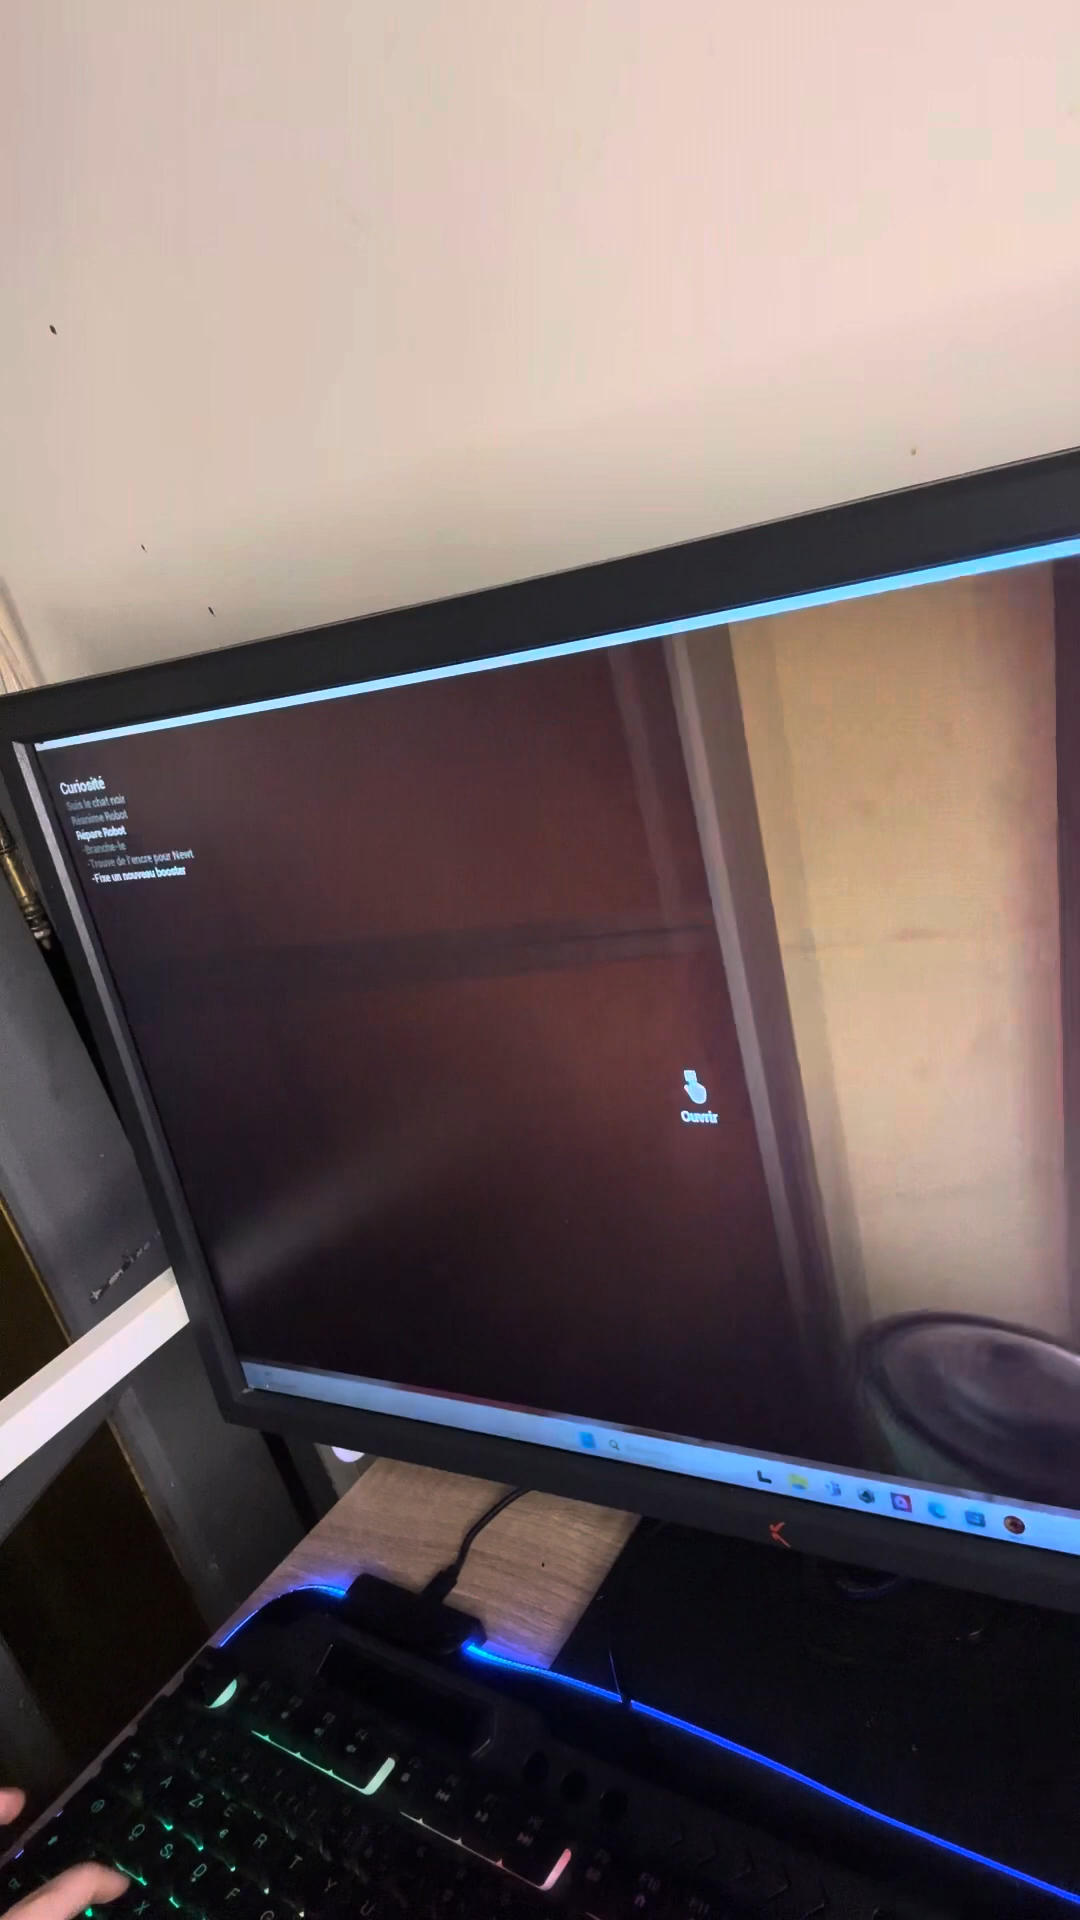 Curiosité
Suis le chat noir
Réanime Robot
Répare Robot
-Branche-le
-Trouve de l'encre pour Newt
-Fixe un nouveau booster
Ouvrir
A
Z
E
R
T
Y
U
Q
S
D
F
G
X